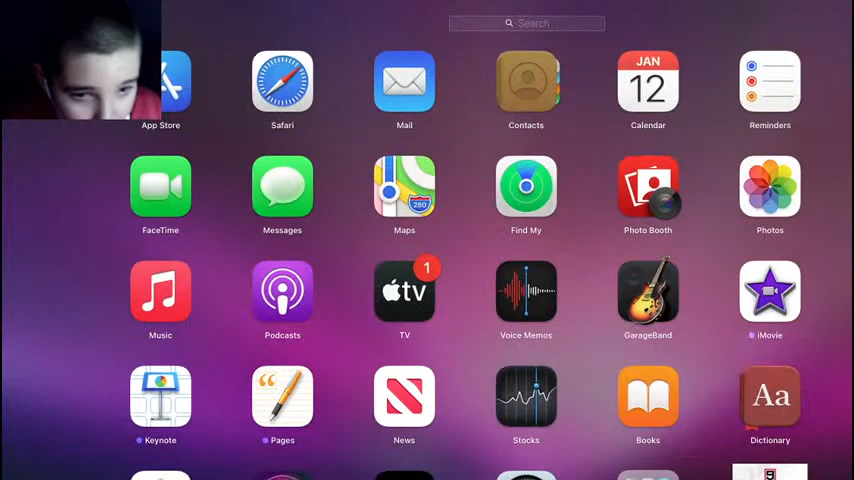 Search
App Store
Safari
Mail
Contacts
JAN
12
Calendar
Reminders
FaceTime
Messages
280
Maps
Find My
Photo Booth
Photos
Music
Podcasts
tv
1
TV
Voice Memos
GarageBand
iMovie
Keynote
Pages
News
Stocks
Books
Aa
Dictionary